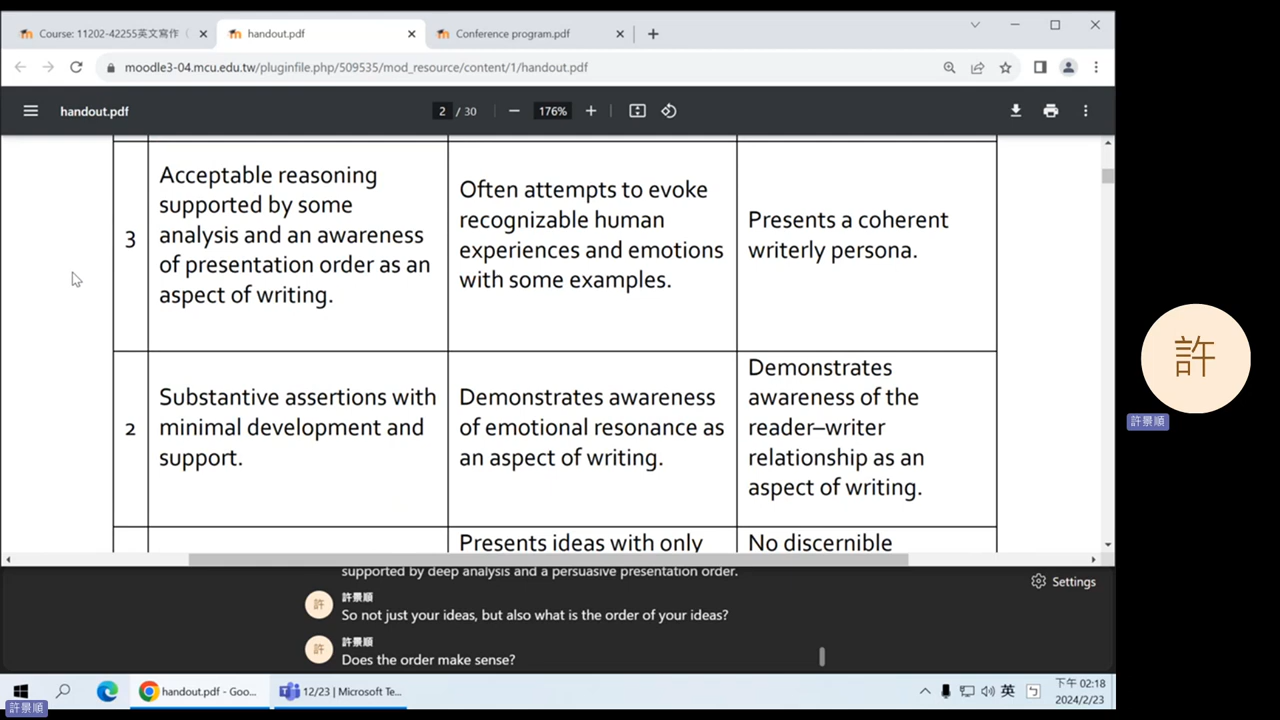 Course: 11202-42255英文寫作（
handout.pdf
Conference program.pdf
moodle3-04.mcu.edu.tw/pluginfile.php/509535/mod_resource/content/1/handout.pdf
handout.pdf
2 / 30
176%
3
Acceptable reasoning
supported by some
analysis and an awareness
of presentation order as an
aspect of writing.
Often attempts to evoke
recognizable human
experiences and emotions
with some examples.
Presents a coherent
writerly persona.
2
Substantive assertions with
minimal development and
support.
Demonstrates awareness
of emotional resonance as
an aspect of writing.
Demonstrates
awareness of the
reader–writer
relationship as an
aspect of writing.
Presents ideas with only
No discernible
supported by deep analysis and a persuasive presentation order.
Settings
許
許景順
So not just your ideas, but also what is the order of your ideas?
許
許景順
Does the order make sense?
許
許景順
handout.pdf - Goo...
12/23 | Microsoft Te...
英
ㄅ
下午 02:18
2024/2/23
許景順